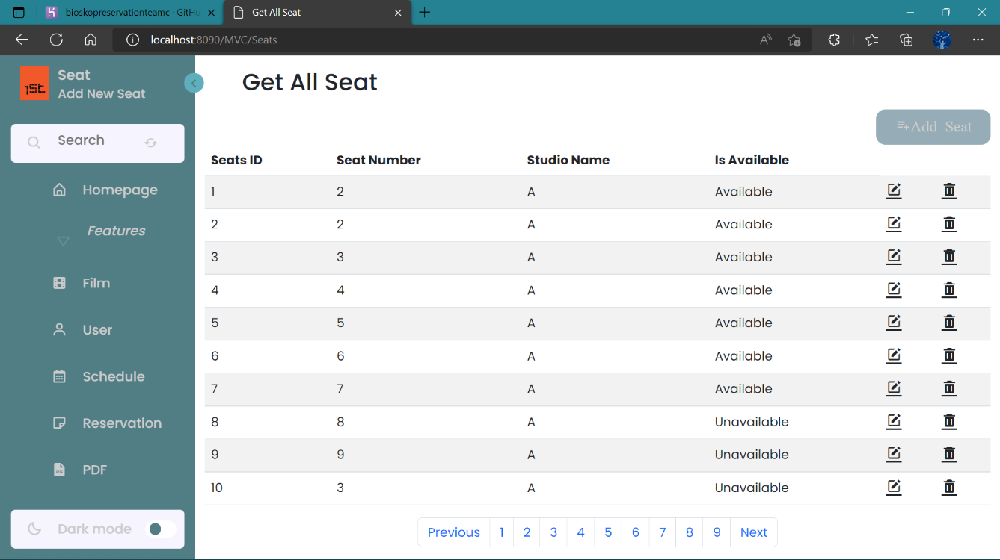 bioskopreservationteamc · GitHu
Get All Seat
localhost:8090/MVC/Seats
Seat
Add New Seat
Search
Homepage
Features
Film
User
Schedule
Reservation
PDF
Dark mode
Get All Seat
Add Seat
Seats ID Seat Number Studio Name Is Available
1 2 A Available
2 2 A Available
3 3 A Available
4 4 A Available
5 5 A Available
6 6 A Available
7 7 A Available
8 8 A Unavailable
9 9 A Unavailable
10 3 A Unavailable
Previous 1 2 3 4 5 6 7 8 9 Next